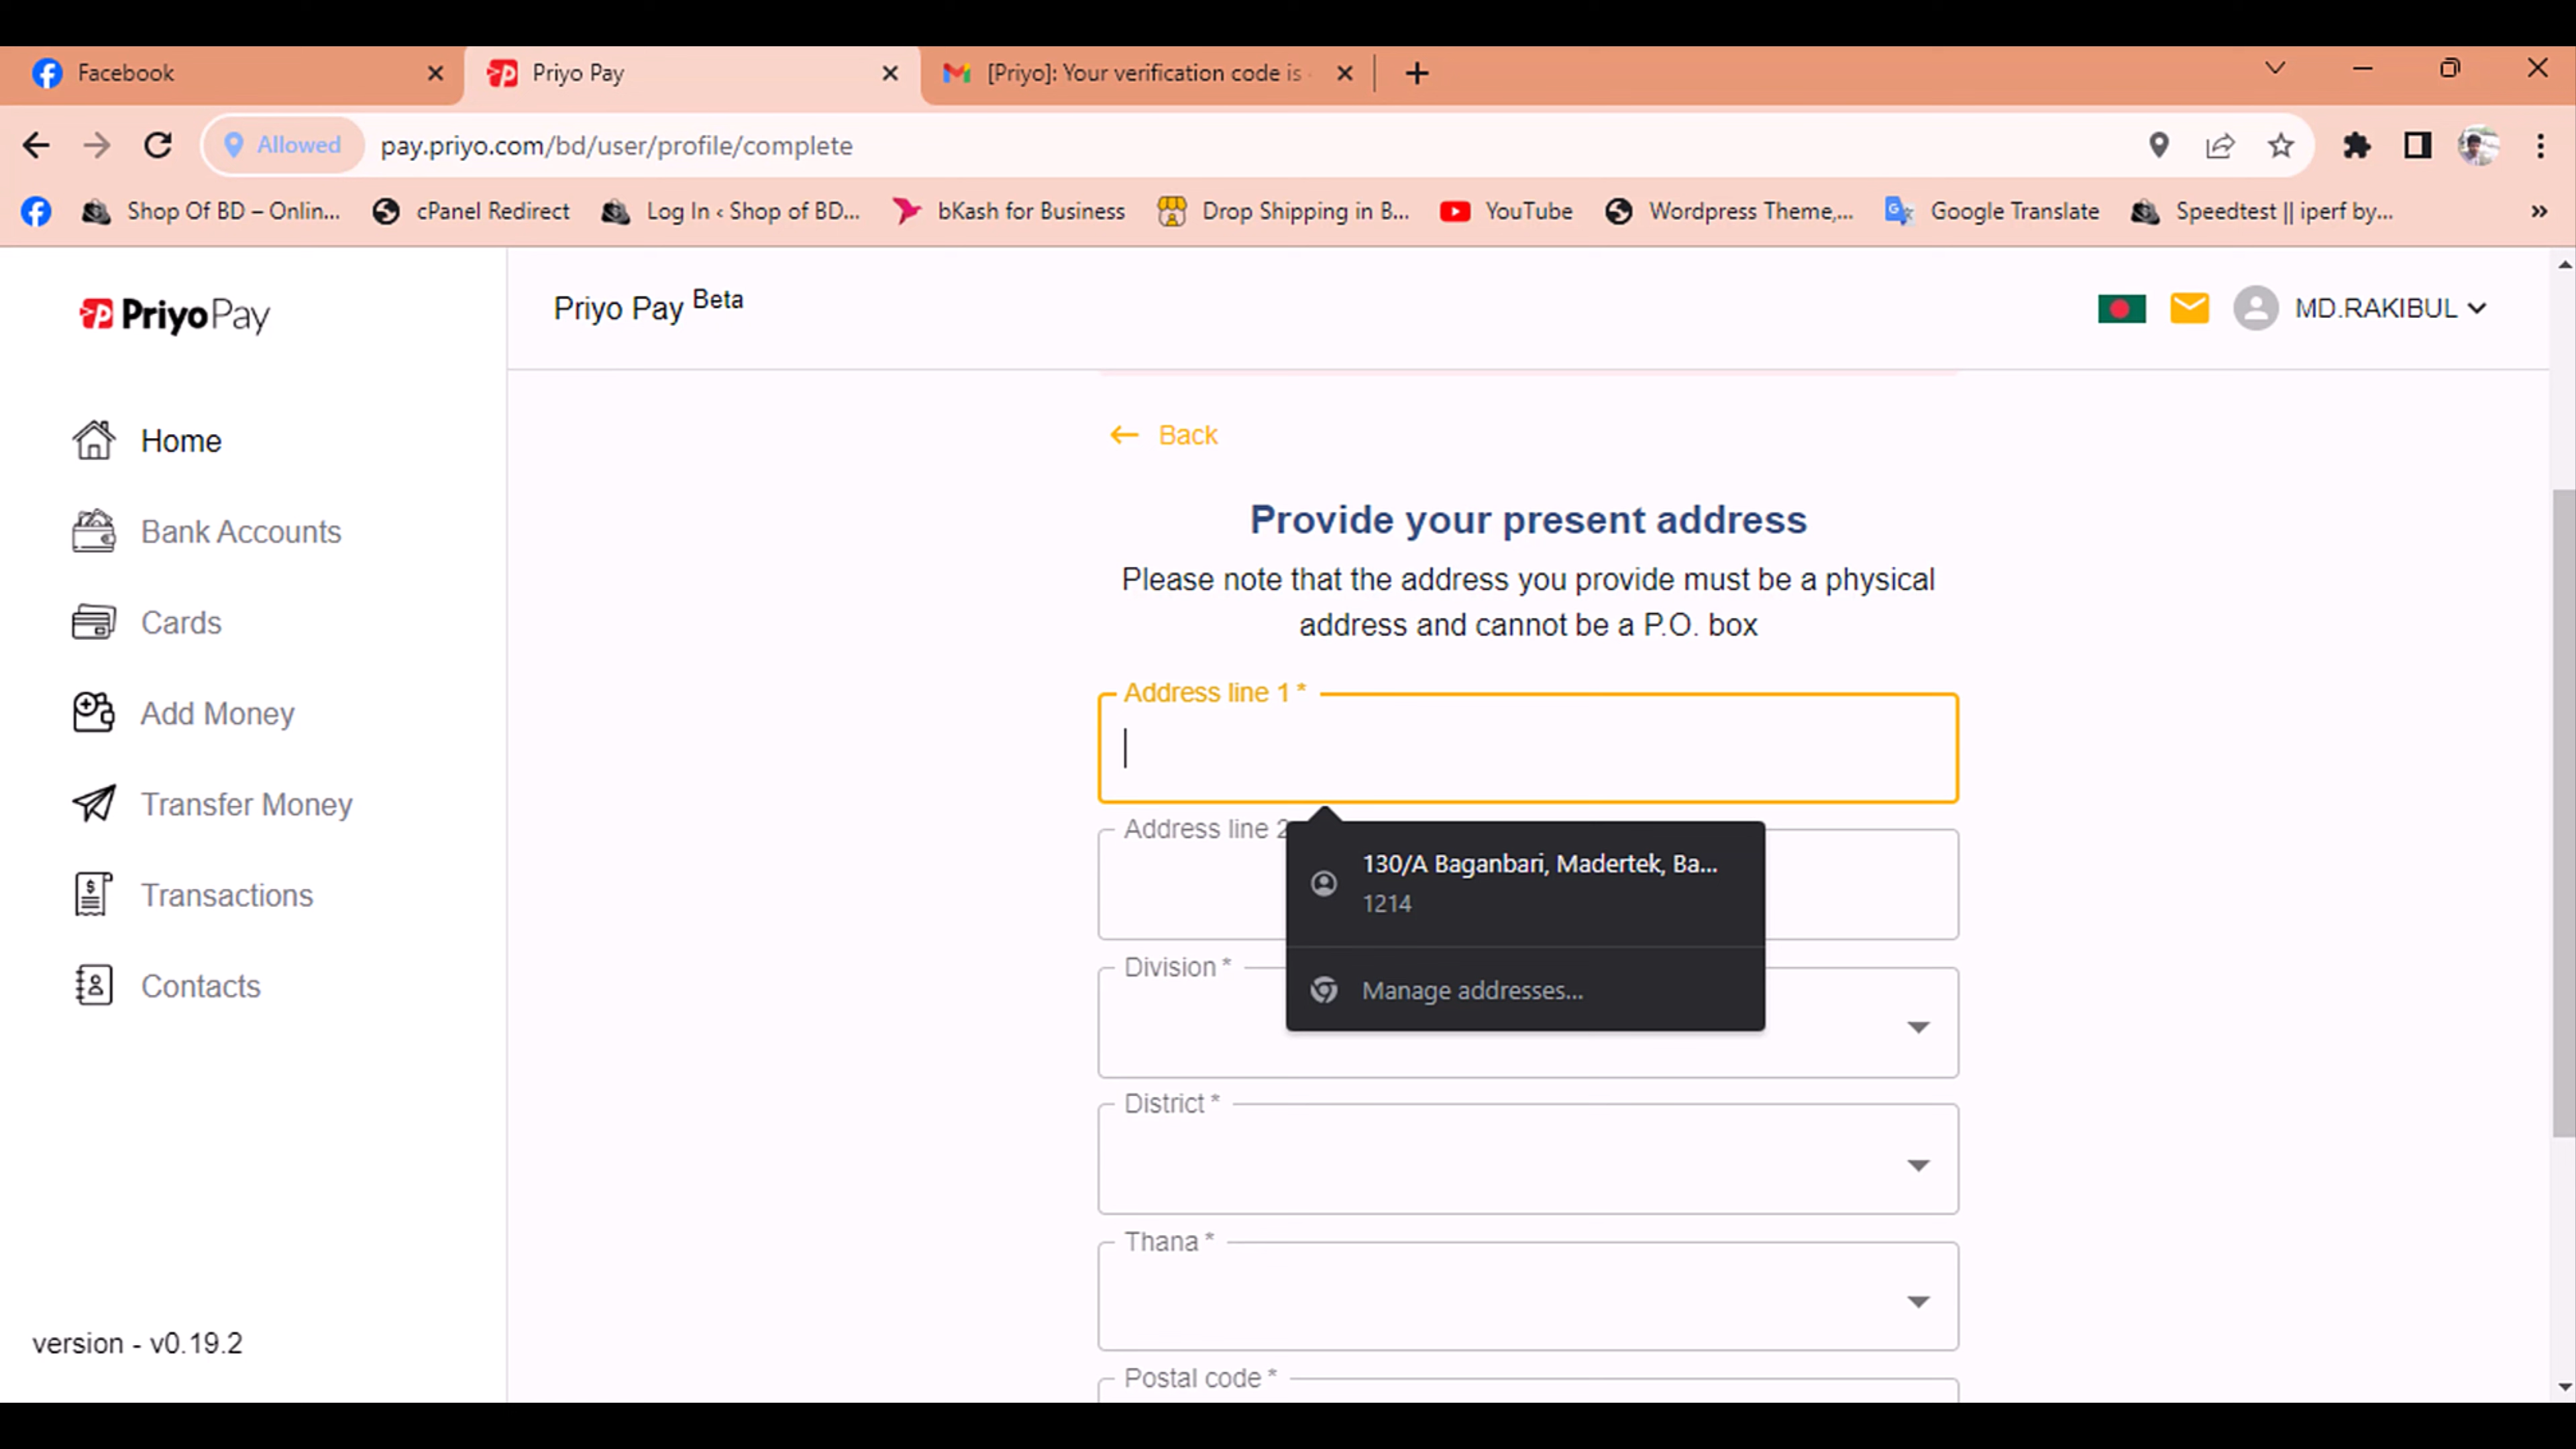 Facebook
Priyo Pay
[Priyo]: Your verification code is
Allowed
pay.priyo.com/bd/user/profile/complete
Shop Of BD – Onlin...
cPanel Redirect
Log In ‹ Shop of BD...
bKash for Business
Drop Shipping in B...
YouTube
Wordpress Theme,...
Google Translate
Speedtest || iperf by...
»
PriyoPay
Priyo Pay Beta
MD.RAKIBUL
Home
Bank Accounts
Cards
Add Money
Transfer Money
Transactions
Contacts
version - v0.19.2
Back
Provide your present address
Please note that the address you provide must be a physical
address and cannot be a P.O. box
Address line 1 *
Address line 2
130/A Baganbari, Madertek, Ba...
1214
Manage addresses...
Division *
District *
Thana *
Postal code *